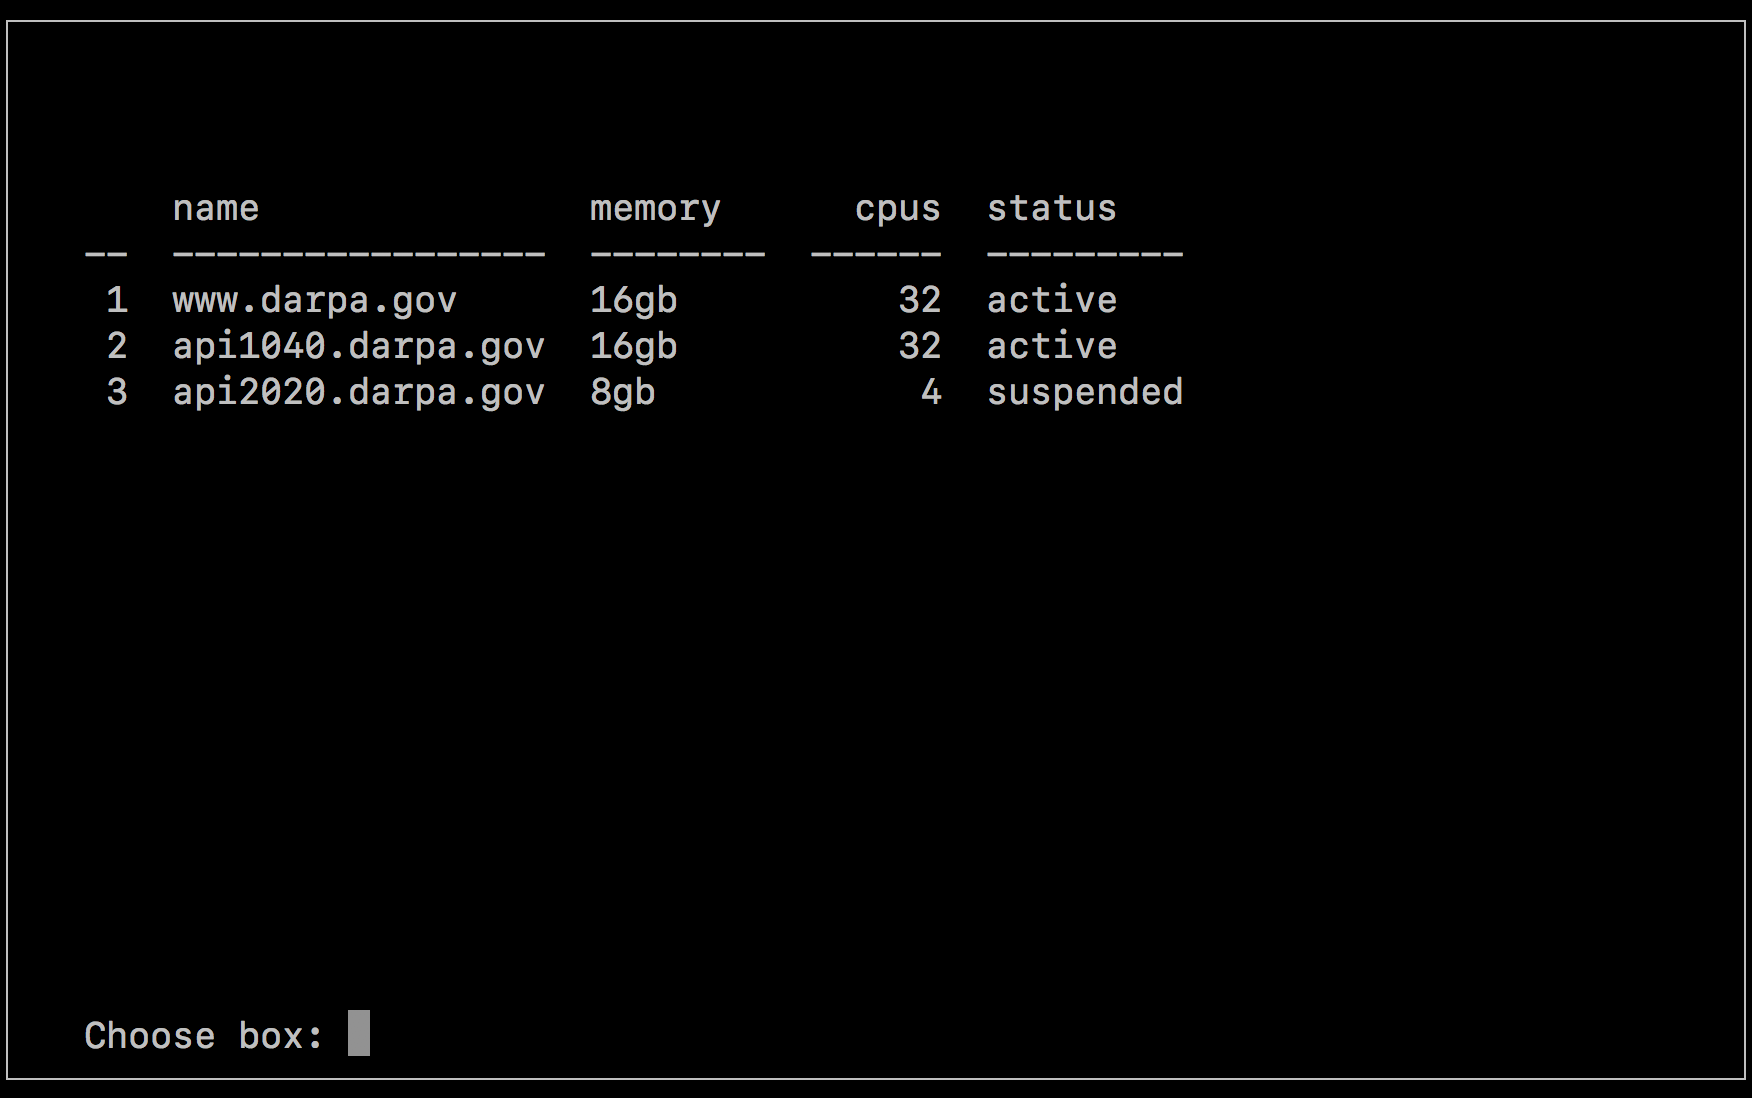 name memory cpus status
-- ----------------- -------- ------ ---------
1 www.darpa.gov 16gb 32 active
2 api1040.darpa.gov 16gb 32 active
3 api2020.darpa.gov 8gb 4 suspended
Choose box: